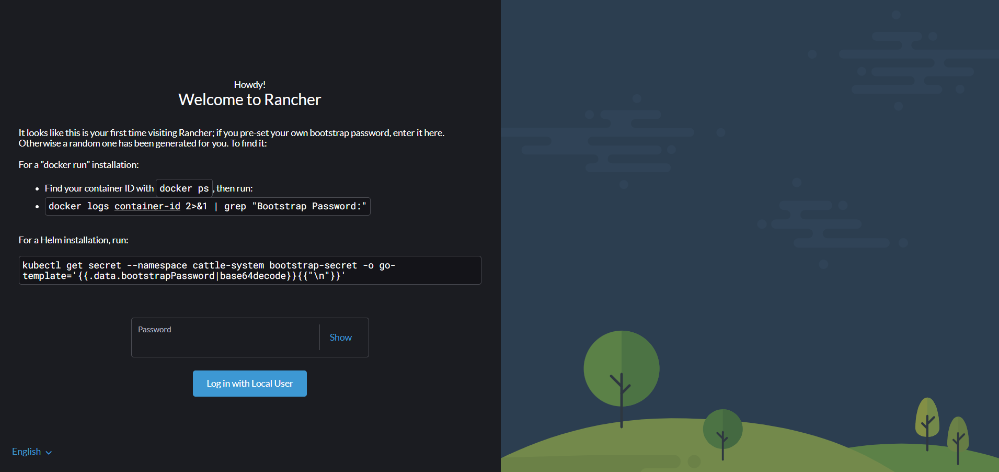 Howdy!
Welcome to Rancher
It looks like this is your first time visiting Rancher; if you pre-set your own bootstrap password, enter it here.
Otherwise a random one has been generated for you. To find it:
For a "docker run" installation:
• Find your container ID with docker ps, then run:
• docker logs container-id 2>&1 | grep "Bootstrap Password:"
For a Helm installation, run:
kubectl get secret --namespace cattle-system bootstrap-secret -o go-
template='{{.data.bootstrapPassword|base64decode}}{{"\n"}}'
Password
Show
Log in with Local User
English